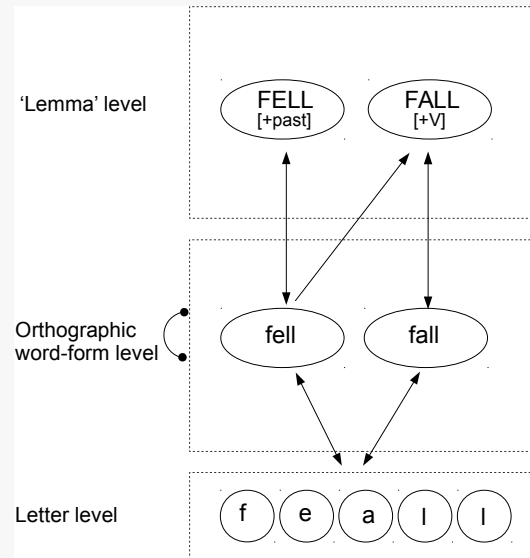 'Lemma' level
FELL
[+past]
FALL
[+V]
Orthographic
word-form level
fell
fall
Letter level
f e a l l